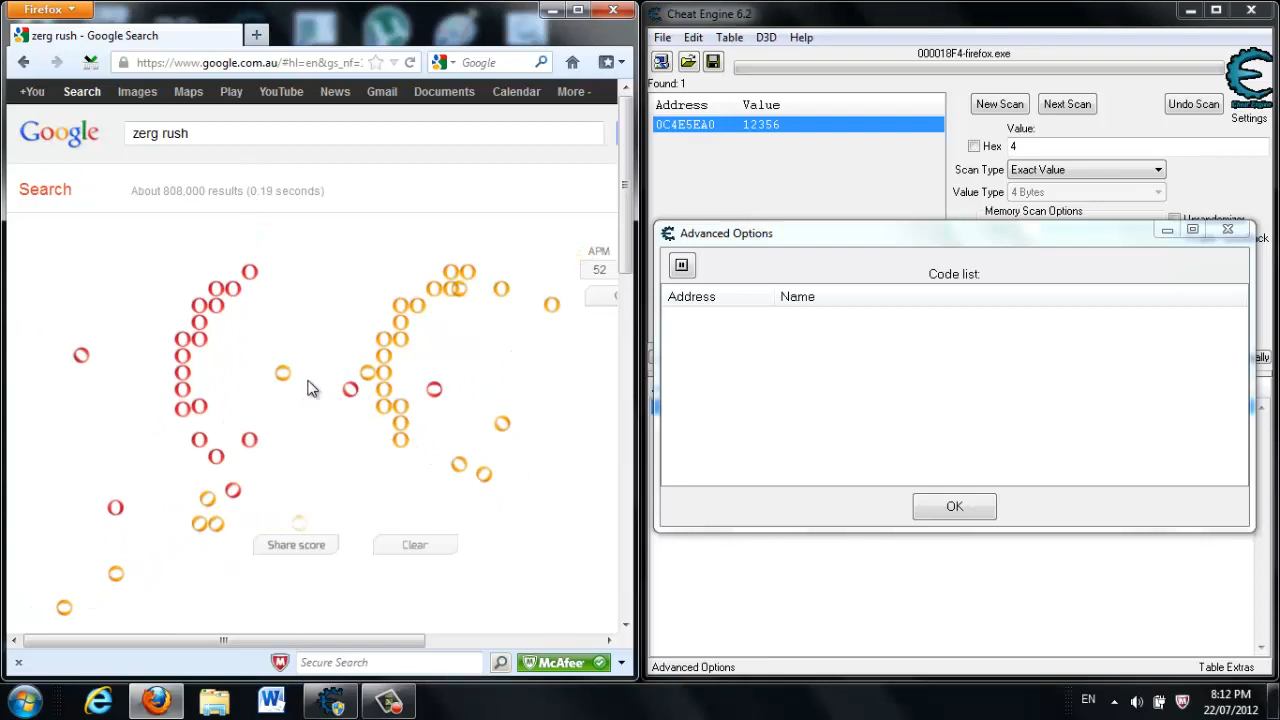 Firefox
zerg rush - Google Search
https://www.google.com.au/#hl=en&gs_nf=
Google
+You Search Images Maps Play YouTube News Gmail Documents Calendar More -
Google
zerg rush
Search
About 808,000 results (0.19 seconds)
APM
52
Share score
Clear
Secure Search
McAfee
Cheat Engine 6.2
File Edit Table D3D Help
000018F4-firefox.exe
Found: 1
Address Value
0C4E5EA0 12356
New Scan
Next Scan
Undo Scan
Cheat Engine
Settings
Value:
Hex
4
Scan Type
Exact Value
Value Type
4 Bytes
Memory Scan Options
Unrandomizer
Advanced Options
Code list:
Address Name
OK
Advanced Options
Table Extras
EN
8:12 PM
22/07/2012